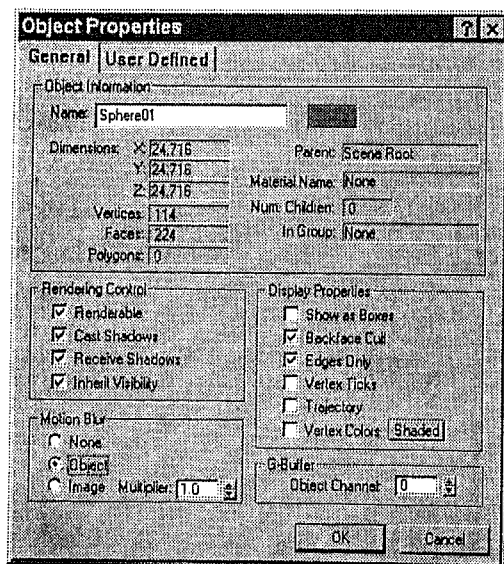 Object Properties ? X
General User Defined
Object Information
Name: Sphere01
Dimensions: X: 24.716
Y: 24.716
Z: 24.716
Vertices: 114
Faces: 224
Polygons: 0
Parent: Scene Root
Material Name: None
Num. Children: 0
In Group: None
Rendering Control
Renderable
Cast Shadows
Receive Shadows
Inherit Visibility
Motion Blur
None
Object
Image Multiplier: 1.0
Display Properties
Show as Boxes
Backface Cull
Edges Only
Vertex Ticks
Trajectory
Vertex Colors Shaded
G-Buffer
Object Channel: 0
OK Cancel